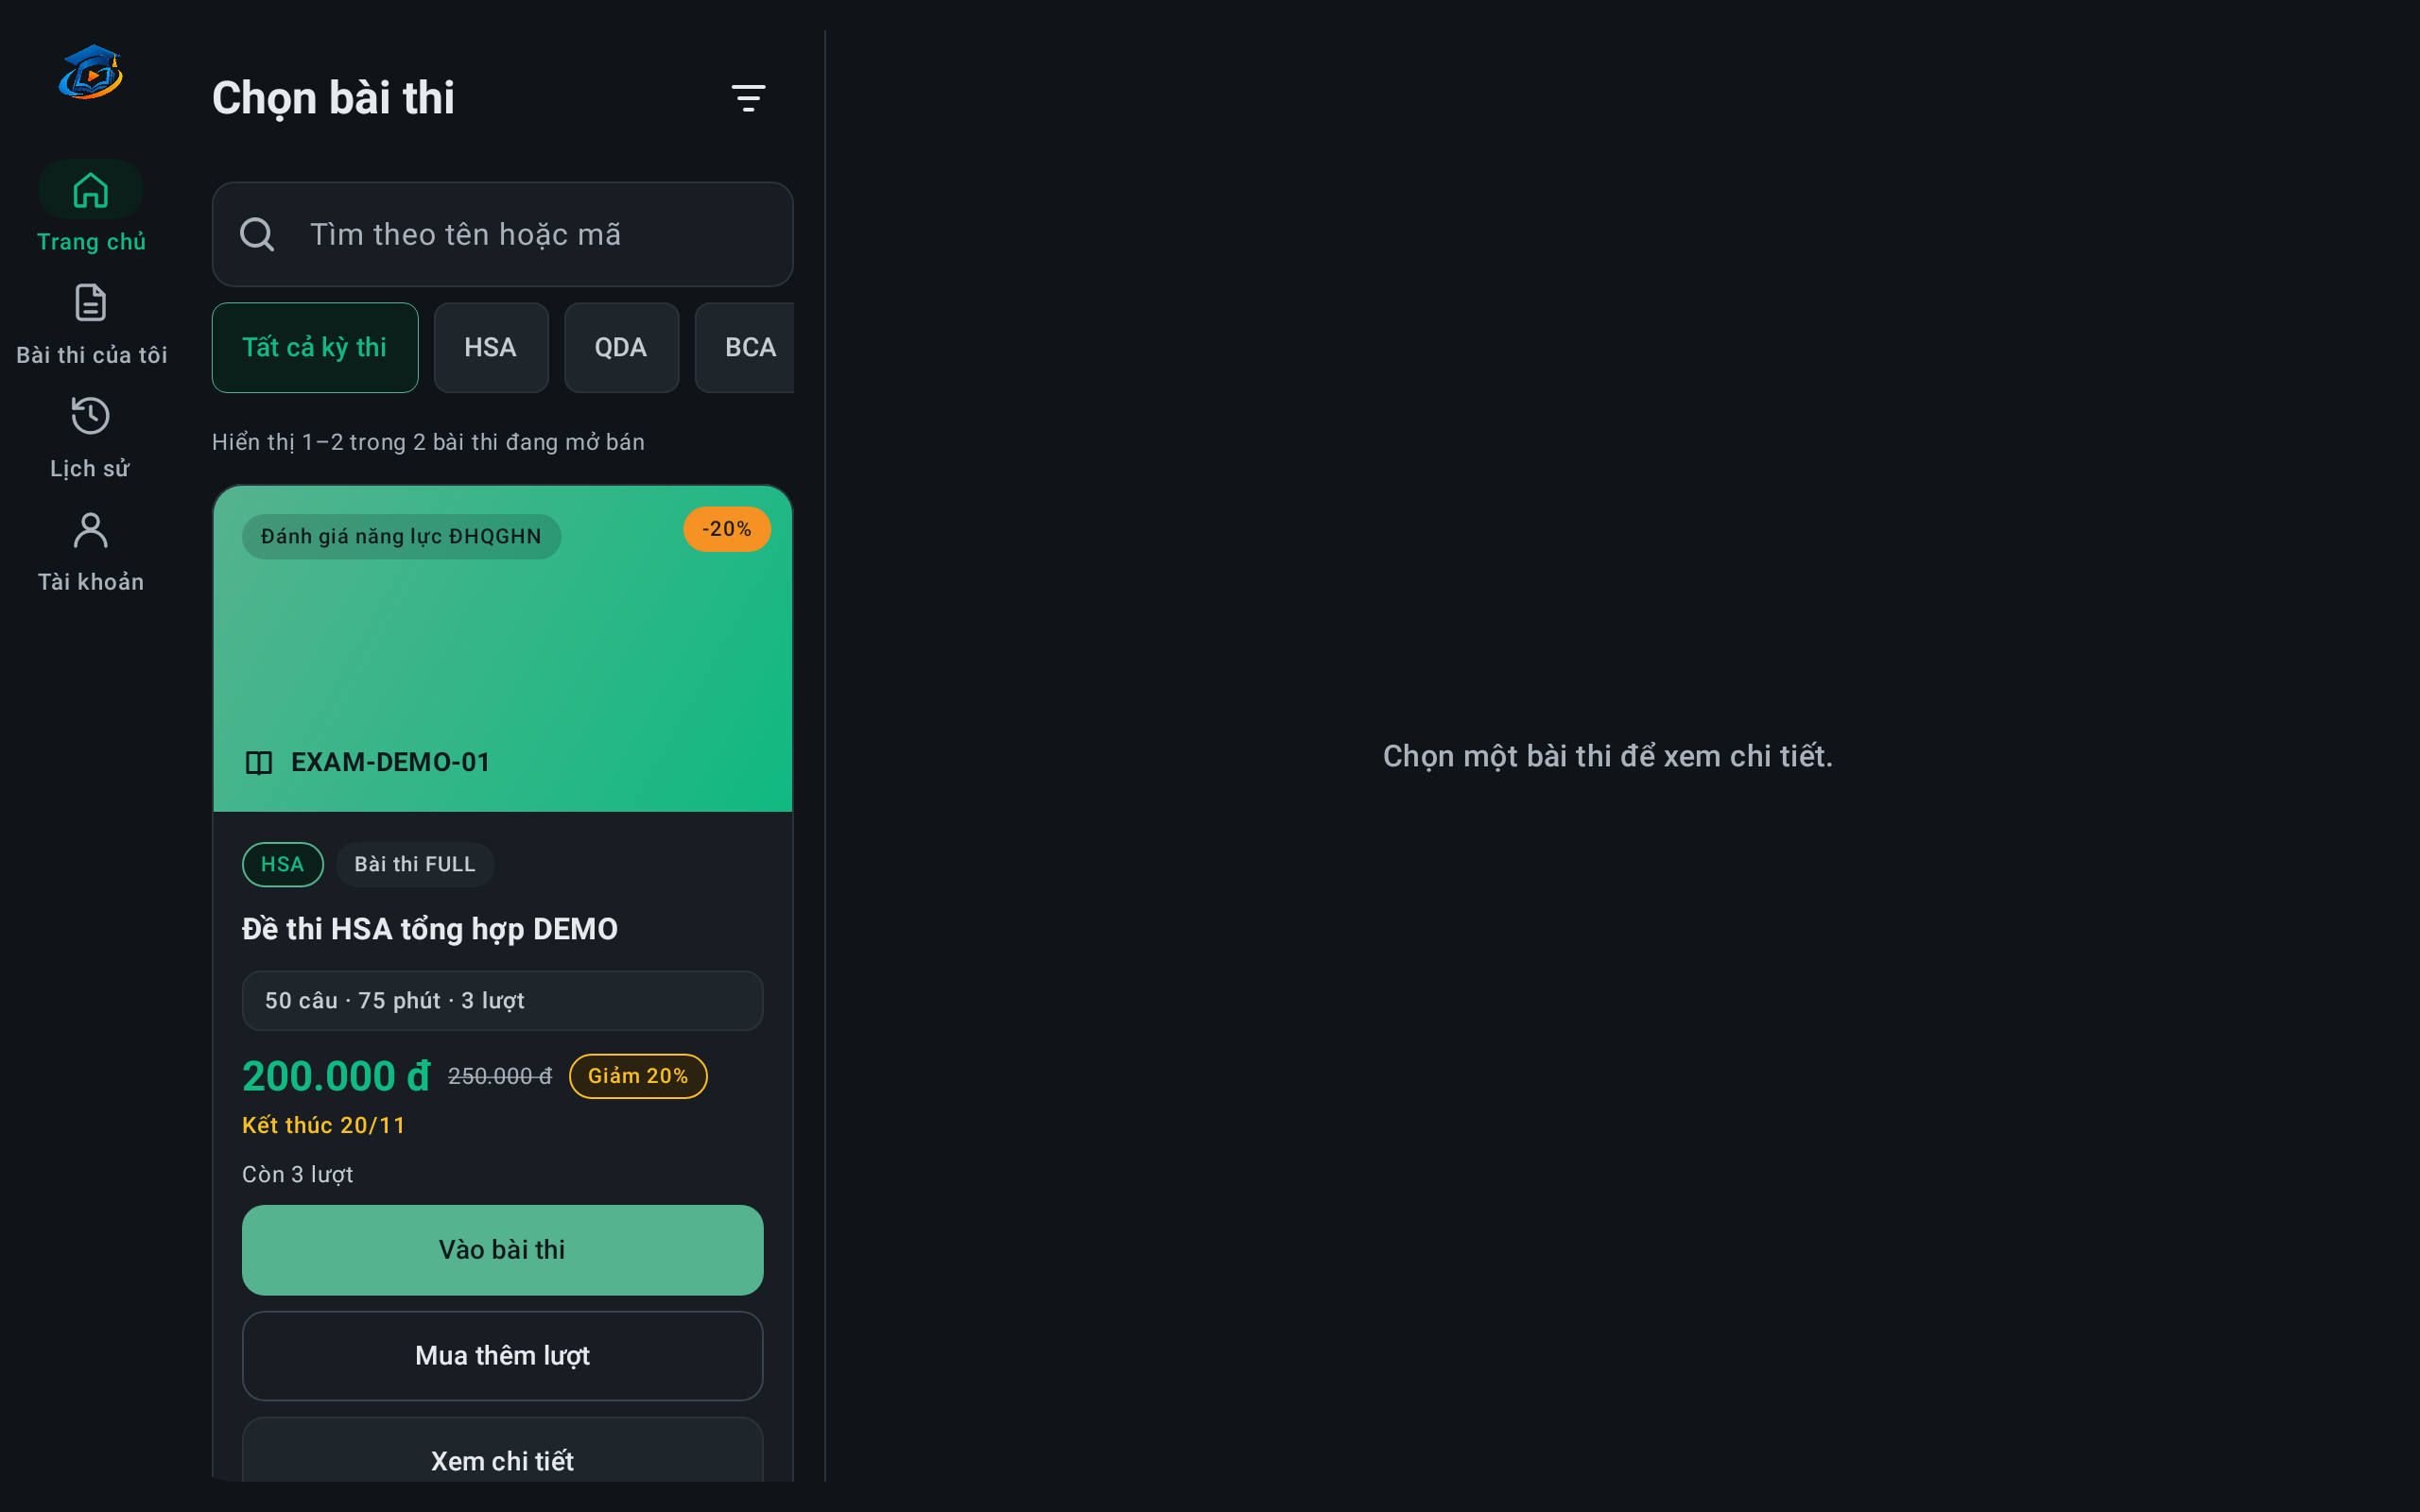 Chọn bài thi
Trang chủ
Bài thi của tôi
Lịch sử
Tài khoản
Tìm theo tên hoặc mã
Tất cả kỳ thi
HSA
QDA
BCA
Hiển thị 1–2 trong 2 bài thi đang mở bán
Đánh giá năng lực ĐHQGHN
-20%
EXAM-DEMO-01
HSA
Bài thi FULL
Đề thi HSA tổng hợp DEMO
50 câu · 75 phút · 3 lượt
200.000 đ 250.000 đ Giảm 20%
Kết thúc 20/11
Còn 3 lượt
Vào bài thi
Mua thêm lượt
Xem chi tiết
Chọn một bài thi để xem chi tiết.